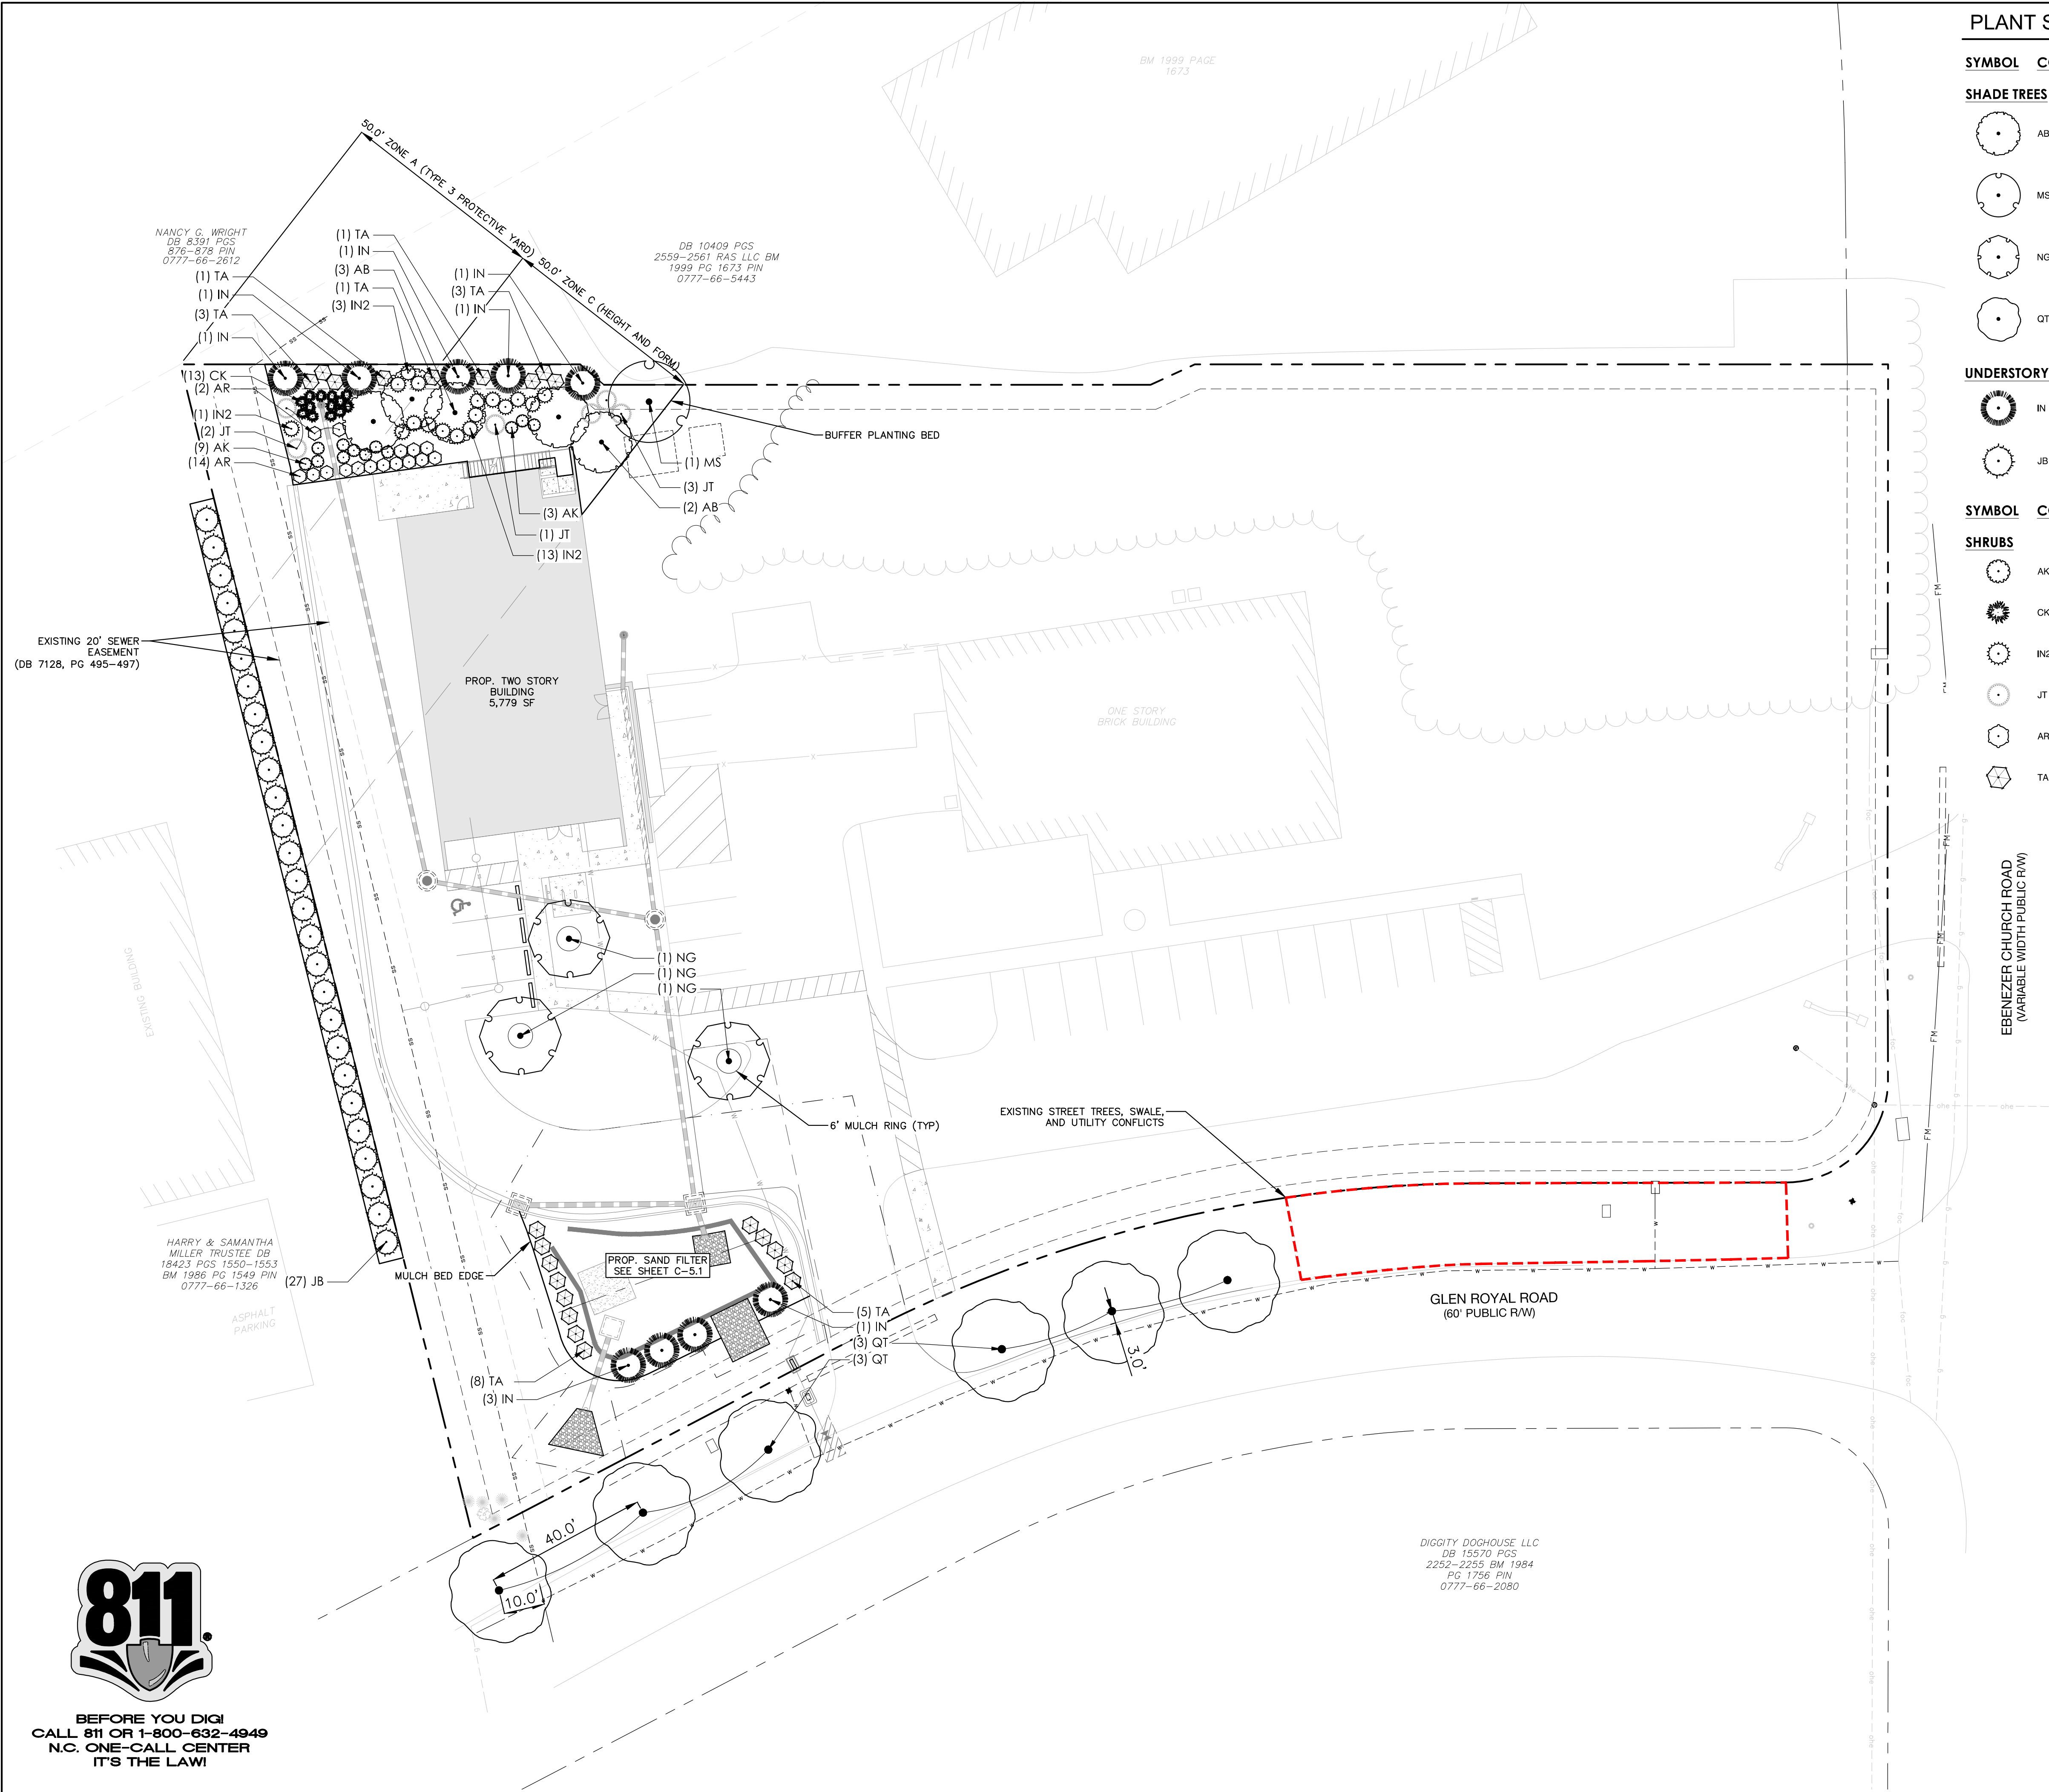 PLANT S
SYMBOL CO
SHADE TREES
AB
MS
NG
QT
UNDERSTORY
IN
JB
SYMBOL CO
SHRUBS
AK
CK
IN2
JT
AR
TA
BM 1999 PAGE
1673
50.0' ZONE A (TYPE 3 PROTECTIVE YARD)
50.0' ZONE C (HEIGHT AND FORM)
NANCY G. WRIGHT
DB 8391 PGS
876-878 PIN
0777-66-2612
DB 10409 PGS
2559-2561 RAS LLC BM
1999 PG 1673 PIN
0777-66-5443
(1) TA
(1) IN
(3) AB
(1) TA
(3) IN2
(1) IN
(3) TA
(1) IN
(1) TA
(1) IN
(3) TA
(1) IN
(13) CK
(2) AR
(1) IN2
(2) JT
(9) AK
(14) AR
BUFFER PLANTING BED
(1) MS
(3) JT
(2) AB
(3) AK
(1) JT
(13) IN2
EXISTING 20' SEWER
EASEMENT
(DB 7128, PG 495-497)
PROP. TWO STORY
BUILDING
5,779 SF
ONE STORY
BRICK BUILDING
EXISTING BUILDING
EBENEZER CHURCH ROAD
(VARIABLE WIDTH PUBLIC R/W)
(1) NG
(1) NG
(1) NG
6' MULCH RING (TYP)
EXISTING STREET TREES, SWALE,
AND UTILITY CONFLICTS
HARRY & SAMANTHA
MILLER TRUSTEE DB
18423 PGS 1550-1553
BM 1986 PG 1549 PIN
0777-66-1326
(27) JB
ASPHALT
PARKING
MULCH BED EDGE
PROP. SAND FILTER
SEE SHEET C-5.1
(5) TA
(1) IN
(3) QT
(3) QT
(8) TA
(3) IN
3.0'
GLEN ROYAL ROAD
(60' PUBLIC R/W)
40.0'
10.0'
DIGGITY DOGHOUSE LLC
DB 15570 PGS
2252-2255 BM 1984
PG 1756 PIN
0777-66-2080
811
BEFORE YOU DIG!
CALL 811 OR 1-800-632-4949
N.C. ONE-CALL CENTER
IT'S THE LAW!